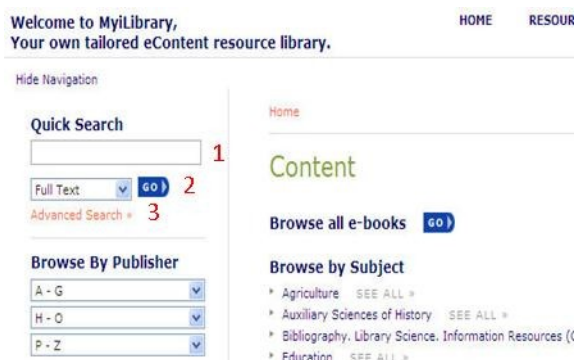 Welcome to MyiLibrary,
Your own tailored eContent resource library.
HOME RESOUR
Hide Navigation
Quick Search
1
Full Text GO 2
Advanced Search » 3
Browse By Publisher
A - G
H - O
P - Z
Home
Content
Browse all e-books GO
Browse by Subject
Agriculture SEE ALL »
Auxiliary Sciences of History SEE ALL »
Bibliography. Library Science. Information Resources (
Education SEE ALL »